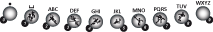 ABC DEF GHI JKL MNO PQRS TUV WXYZ